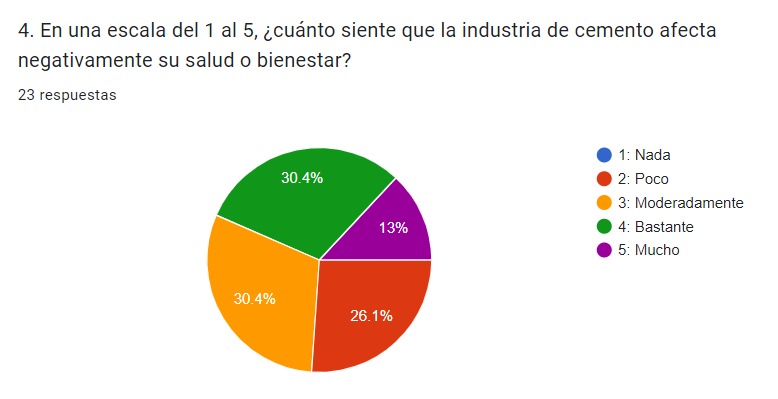 4. En una escala del 1 al 5, ¿cuánto siente que la industria de cemento afecta
negativamente su salud o bienestar?
23 respuestas
30.4%
13%
30.4%
26.1%
1: Nada
2: Poco
3: Moderadamente
4: Bastante
5: Mucho